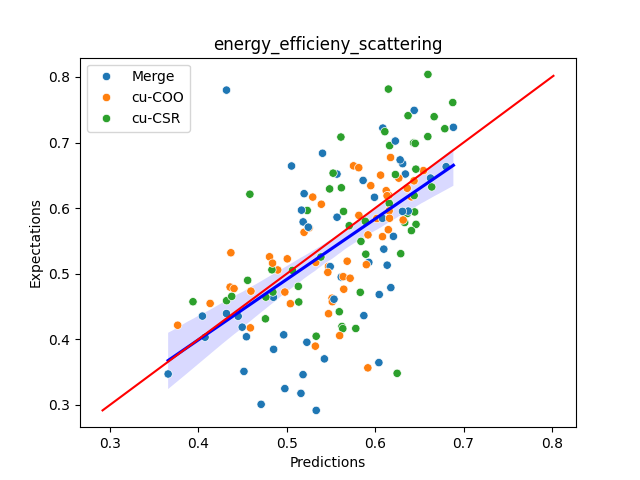 energy_efficieny_scattering
Merge
cu-COO
cu-CSR
Expectations
0.8
0.7
0.6
0.5
0.4
0.3
0.3 0.4 0.5 0.6 0.7 0.8
Predictions